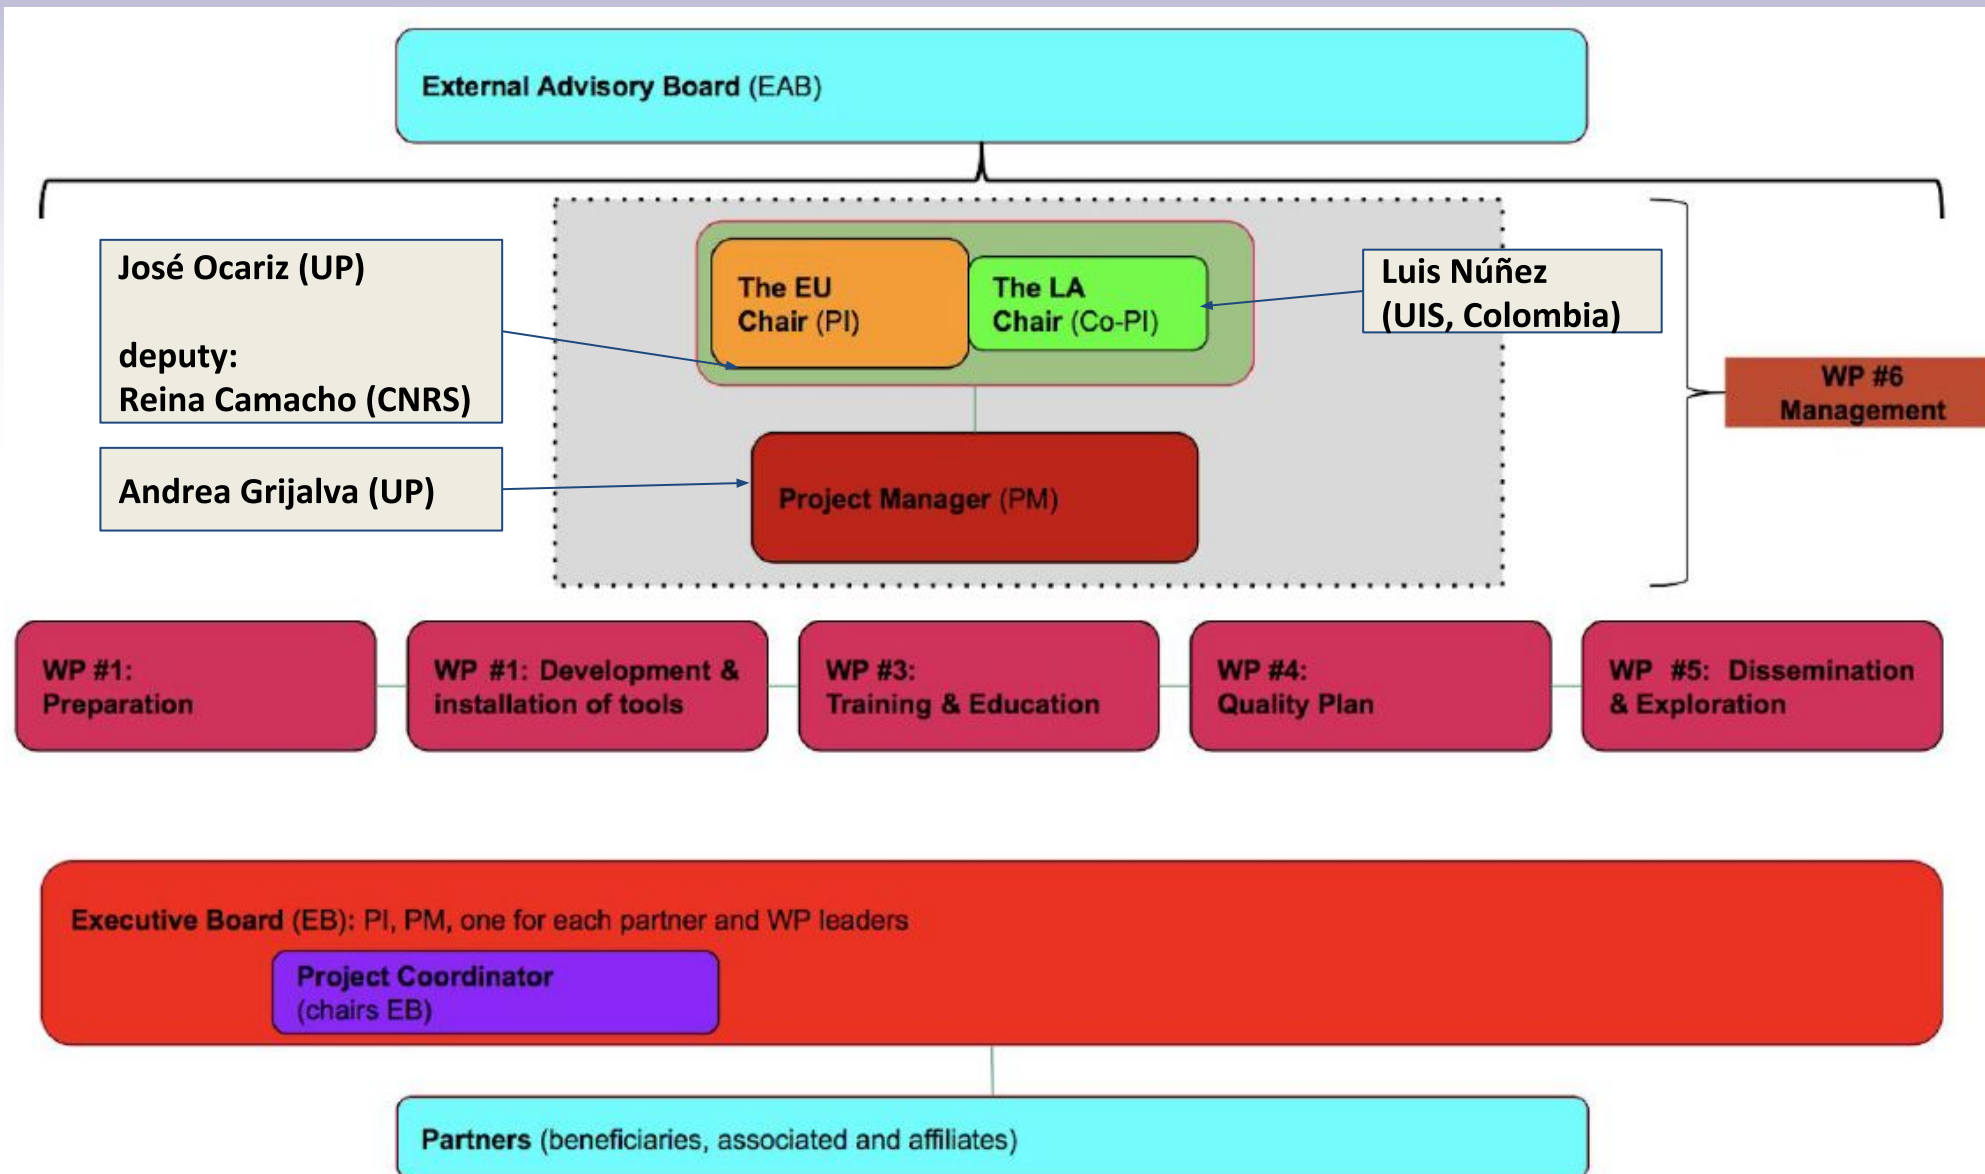 External Advisory Board (EAB)
José Ocariz (UP)
deputy:
Reina Camacho (CNRS)
The EU
Chair (PI)
The LA
Chair (Co-PI)
Luis Núñez
(UIS, Colombia)
WP #6
Management
Andrea Grijalva (UP)
Project Manager (PM)
WP #1:
Preparation
WP #1: Development &
installation of tools
WP #3:
Training & Education
WP #4:
Quality Plan
WP #5: Dissemination
& Exploration
Executive Board (EB): PI, PM, one for each partner and WP leaders
Project Coordinator
(chairs EB)
Partners (beneficiaries, associated and affiliates)